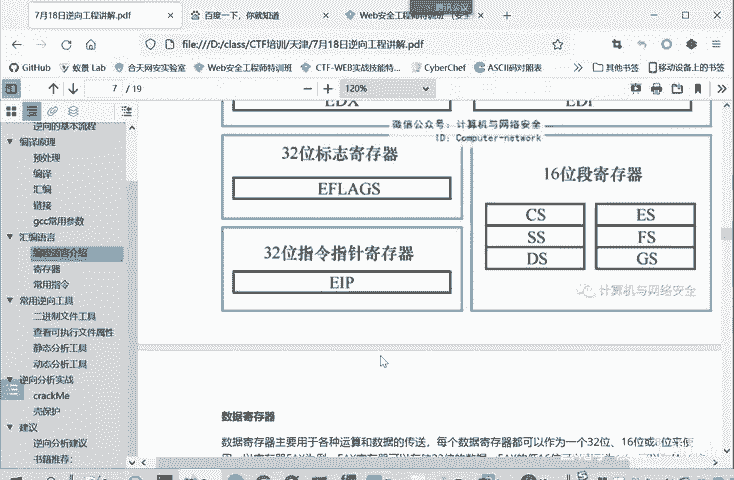 腾讯会议
7月18日逆向工程讲解.pdf
百度一下，你就知道
Web安全工程师特训班
file:///D:/class/CTF培训/天津/7月18日逆向工程讲解.pdf
GitHub
蚁景 Lab
合天网安实验室
Web安全工程师特训班...
CTF-WEB实战技能特...
CyberChef
ASCII码对照表
其他书签
移动设备上的书签
7 / 19
120%
逆向的基本流程
编译原理
预处理
编译
汇编
链接
gcc常用参数
汇编语言
寄存器
常用指令
常用逆向工具
二进制文件工具
查看可执行文件属性
静态分析工具
动态分析工具
逆向分析实战
crackMe
壳保护
建议
逆向分析建议
书籍推荐：
EDX
EDI
微信公众号：计算机与网络安全
ID: Computer-network
32位标志寄存器
EFLAGS
32位指令指针寄存器
EIP
16位段寄存器
CS
ES
SS
FS
DS
GS
计算机与网络安全
数据寄存器
数据寄存器主要用于各种运算和数据的传送，每个数据寄存器都可以作为一个32位、16位或8位来使